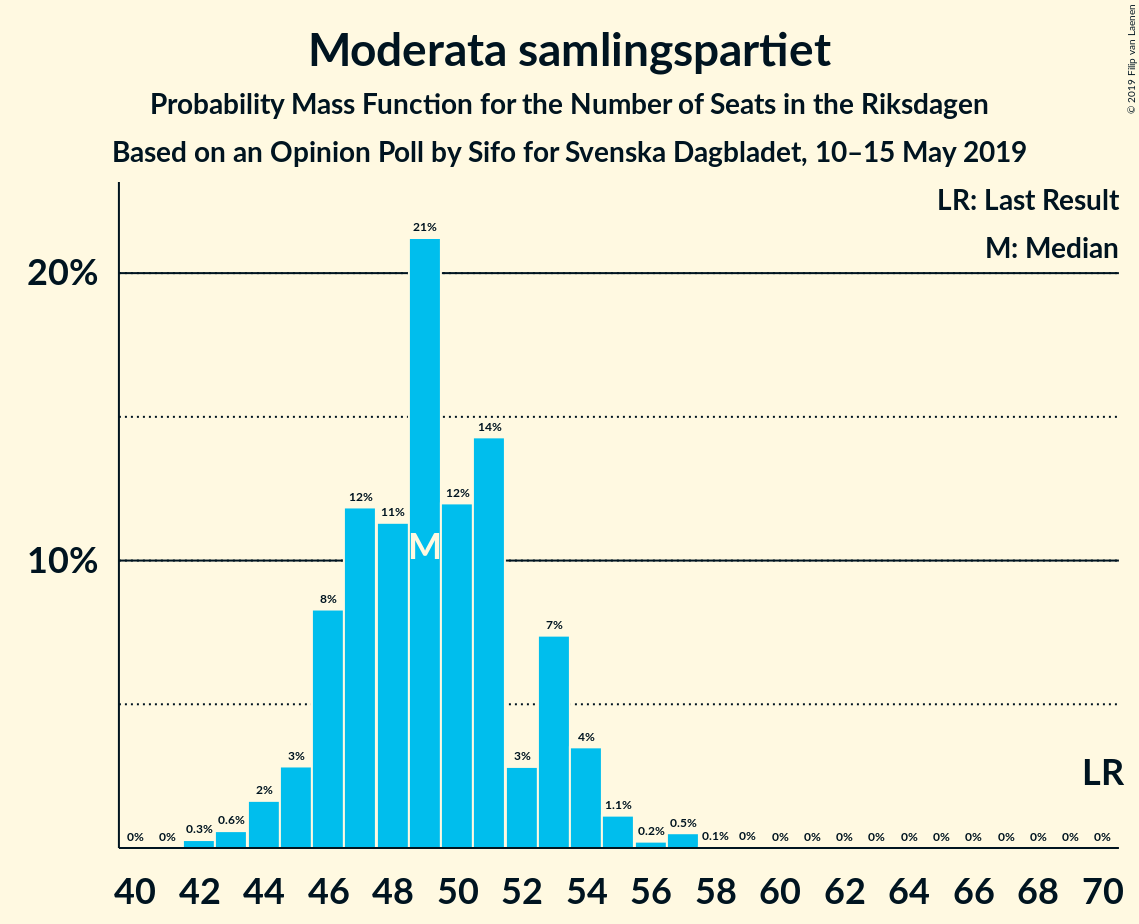 Moderata samlingspartiet
Probability Mass Function for the Number of Seats in the Riksdagen
Based on an Opinion Poll by Sifo for Svenska Dagbladet, 10–15 May 2019
© 2019 Filip van Laenen
LR: Last Result
M: Median
20%
10%
0% 0% 0.3% 0.6% 2% 3% 8% 12% 11% 21% 12% 14% 3% 7% 4% 1.1% 0.2% 0.5% 0.1% 0% 0% 0% 0% 0% 0% 0% 0% 0% 0% 0% 0%
M
LR
40 42 44 46 48 50 52 54 56 58 60 62 64 66 68 70